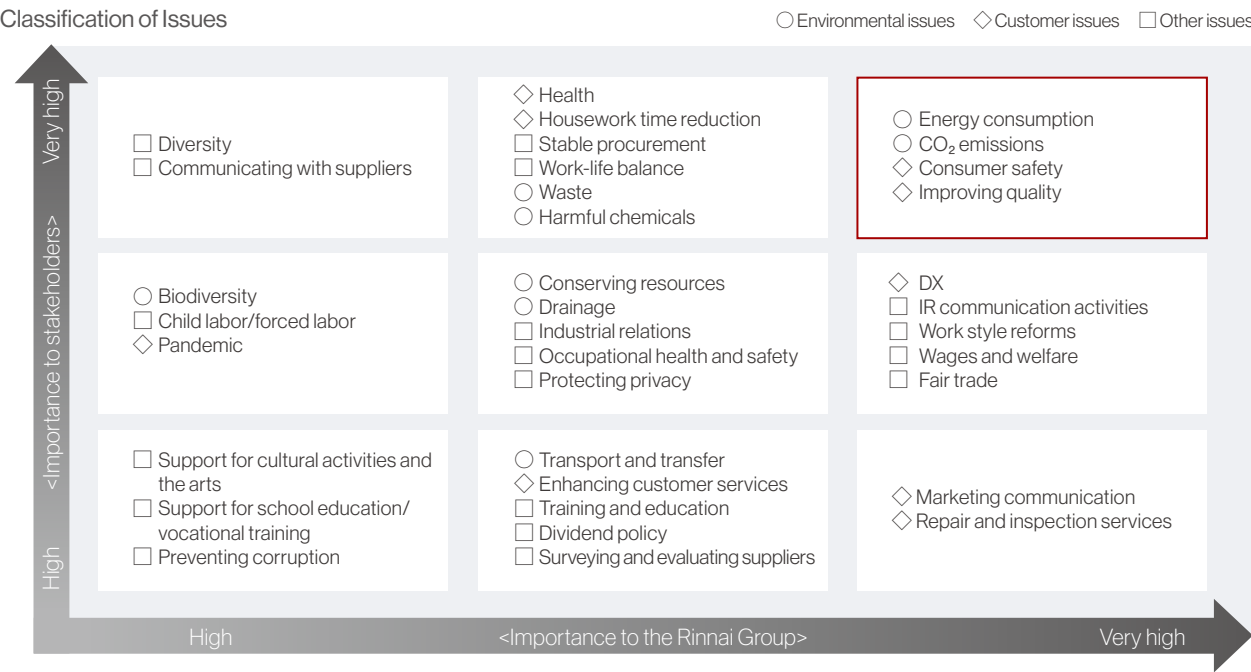 Classification of Issues
○ Environmental issues ◇ Customer issues □ Other issues
Very high
<Importance to stakeholders>
High
□ Diversity
□ Communicating with suppliers
◇ Health
◇ Housework time reduction
□ Stable procurement
□ Work-life balance
○ Waste
○ Harmful chemicals
○ Energy consumption
○ CO₂ emissions
◇ Consumer safety
◇ Improving quality
○ Biodiversity
□ Child labor/forced labor
◇ Pandemic
○ Conserving resources
○ Drainage
□ Industrial relations
□ Occupational health and safety
□ Protecting privacy
◇ DX
□ IR communication activities
□ Work style reforms
□ Wages and welfare
□ Fair trade
□ Support for cultural activities and
the arts
□ Support for school education/
vocational training
□ Preventing corruption
○ Transport and transfer
◇ Enhancing customer services
□ Training and education
□ Dividend policy
□ Surveying and evaluating suppliers
◇ Marketing communication
◇ Repair and inspection services
High
<Importance to the Rinnai Group>
Very high